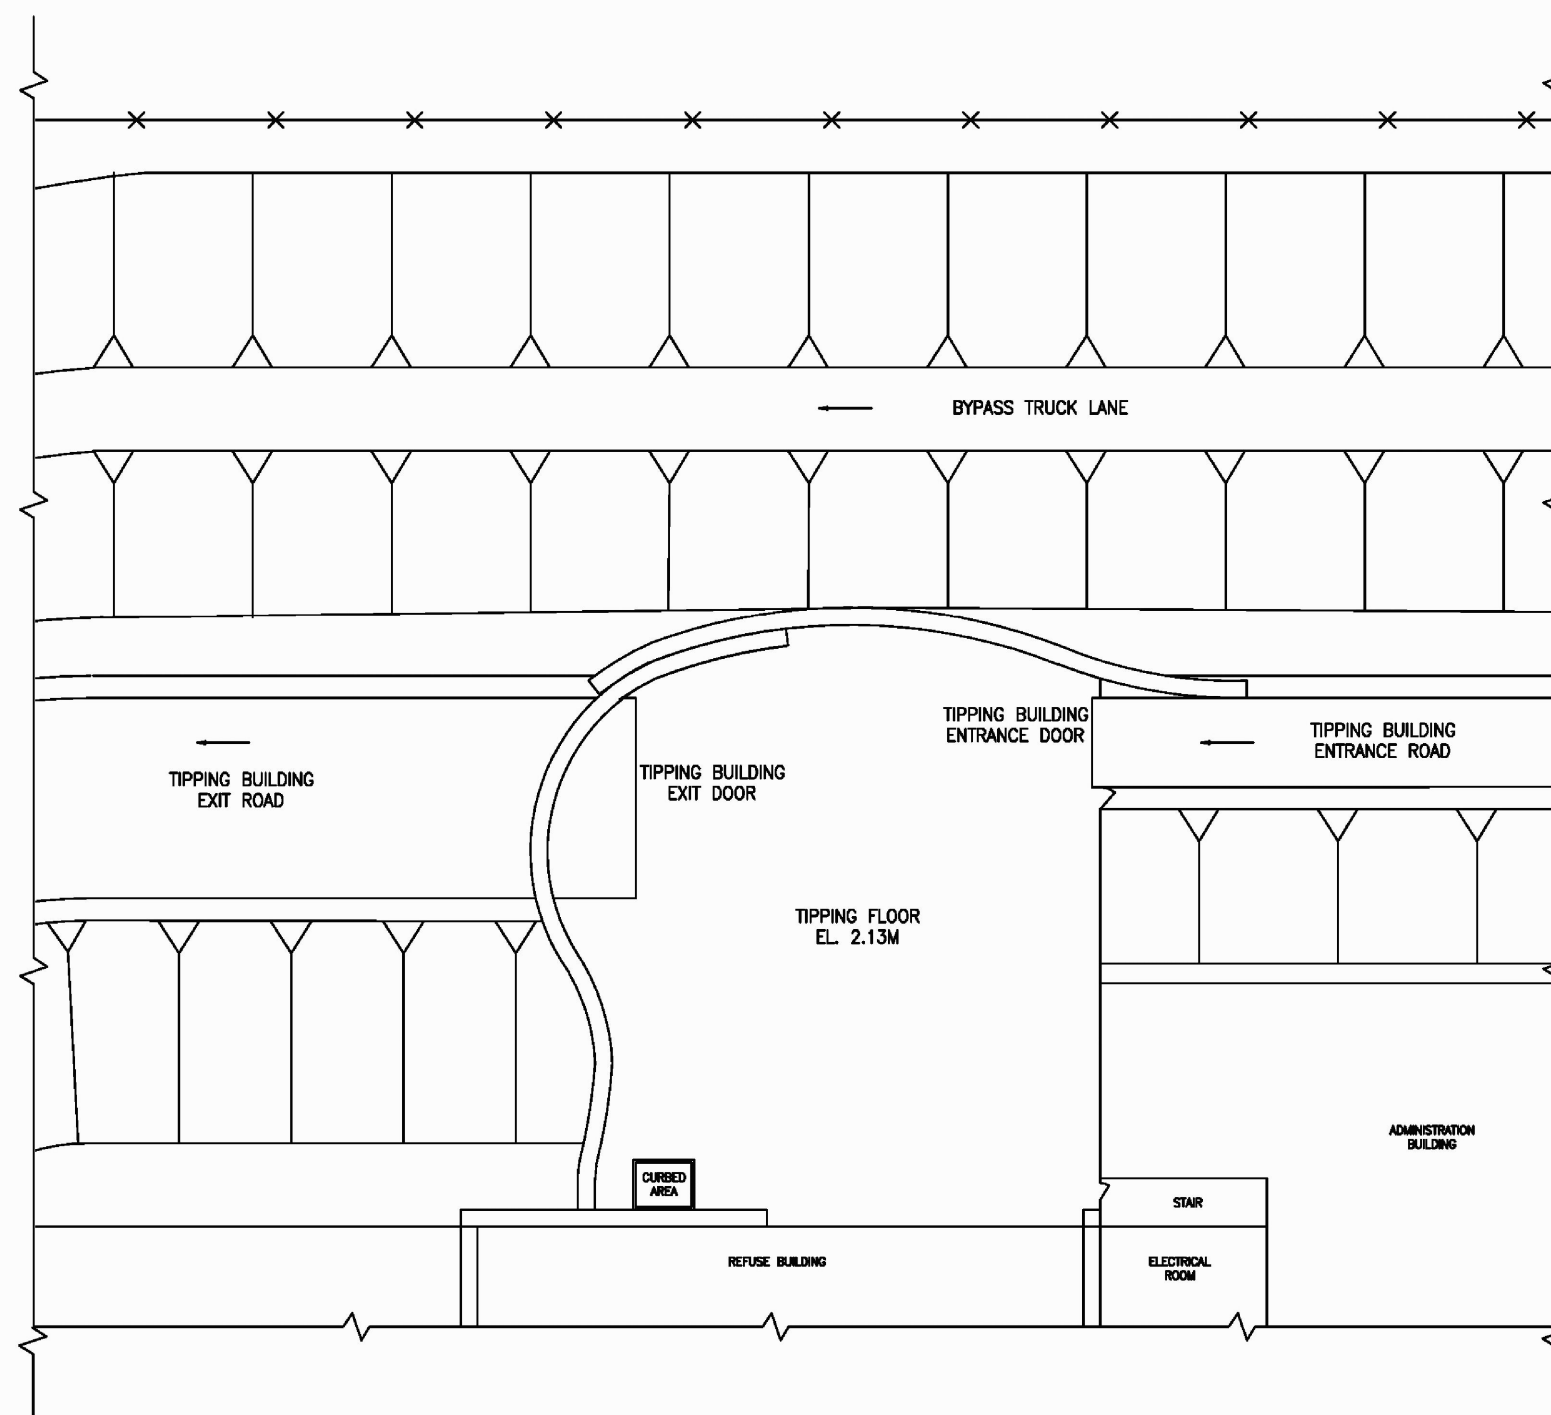 BYPASS TRUCK LANE
TIPPING BUILDING
ENTRANCE DOOR
TIPPING BUILDING
ENTRANCE ROAD
TIPPING BUILDING
EXIT ROAD
TIPPING BUILDING
EXIT DOOR
TIPPING FLOOR
EL. 2.13M
ADMINISTRATION
BUILDING
CURBED
AREA
STAIR
REFUSE BUILDING
ELECTRICAL
ROOM